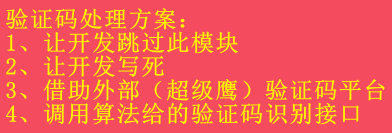 验证码处理方案：
1、让开发跳过此模块
2、让开发写死
3、借助外部（超级鹰）验证码平台
4、调用算法给的验证码识别接口